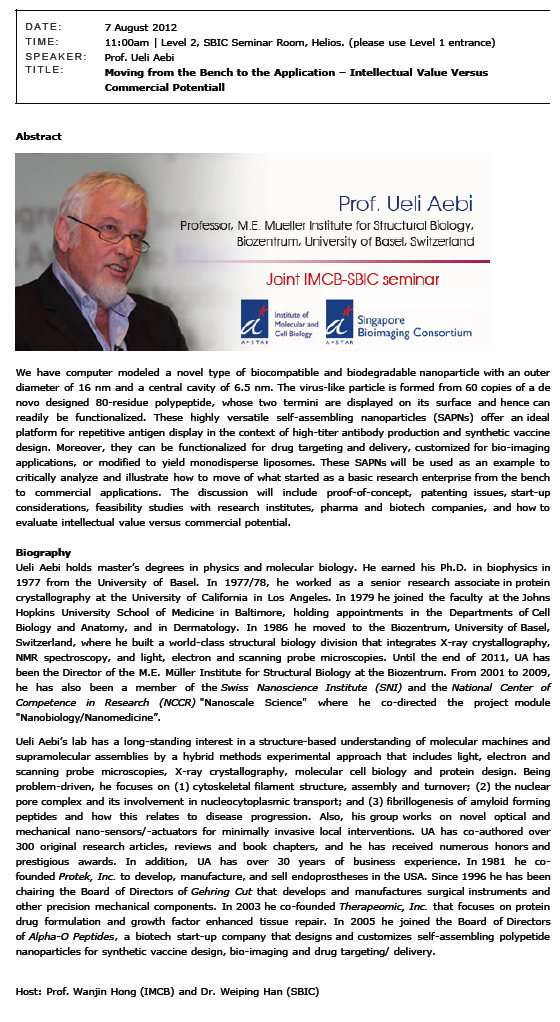 DATE: 7 August 2012
TIME: 11:00am | Level 2, SBIC Seminar Room, Helios. (please use Level 1 entrance)
SPEAKER: Prof. Ueli Aebi
TITLE: Moving from the Bench to the Application – Intellectual Value Versus
Commercial Potentiall
Abstract
Prof. Ueli Aebi
Professor, M.E. Mueller Institute for Structural Biology,
Biozentrum, University of Basel, Switzerland
Joint IMCB-SBIC seminar
Institute of
Molecular and
Cell Biology
A*STAR
Singapore
Bioimaging Consortium
A*STAR
We have computer modeled a novel type of biocompatible and biodegradable nanoparticle with an outer
diameter of 16 nm and a central cavity of 6.5 nm. The virus-like particle is formed from 60 copies of a de
novo designed 80-residue polypeptide, whose two termini are displayed on its surface and hence can
readily be functionalized. These highly versatile self-assembling nanoparticles (SAPNs) offer an ideal
platform for repetitive antigen display in the context of high-titer antibody production and synthetic vaccine
design. Moreover, they can be functionalized for drug targeting and delivery, customized for bio-imaging
applications, or modified to yield monodisperse liposomes. These SAPNs will be used as an example to
critically analyze and illustrate how to move of what started as a basic research enterprise from the bench
to commercial applications. The discussion will include proof-of-concept, patenting issues, start-up
considerations, feasibility studies with research institutes, pharma and biotech companies, and how to
evaluate intellectual value versus commercial potential.
Biography
Ueli Aebi holds master's degrees in physics and molecular biology. He earned his Ph.D. in biophysics in
1977 from the University of Basel. In 1977/78, he worked as a senior research associate in protein
crystallography at the University of California in Los Angeles. In 1979 he joined the faculty at the Johns
Hopkins University School of Medicine in Baltimore, holding appointments in the Departments of Cell
Biology and Anatomy, and in Dermatology. In 1986 he moved to the Biozentrum, University of Basel,
Switzerland, where he built a world-class structural biology division that integrates X-ray crystallography,
NMR spectroscopy, and light, electron and scanning probe microscopies. Until the end of 2011, UA has
been the Director of the M.E. Müller Institute for Structural Biology at the Biozentrum. From 2001 to 2009,
he has also been a member of the Swiss Nanoscience Institute (SNI) and the National Center of
Competence in Research (NCCR) "Nanoscale Science" where he co-directed the project module
"Nanobiology/Nanomedicine”.
Ueli Aebi’s lab has a long-standing interest in a structure-based understanding of molecular machines and
supramolecular assemblies by a hybrid methods experimental approach that includes light, electron and
scanning probe microscopies, X-ray crystallography, molecular cell biology and protein design. Being
problem-driven, he focuses on (1) cytoskeletal filament structure, assembly and turnover; (2) the nuclear
pore complex and its involvement in nucleocytoplasmic transport; and (3) fibrillogenesis of amyloid forming
peptides and how this relates to disease progression. Also, his group works on novel optical and
mechanical nano-sensors/-actuators for minimally invasive local interventions. UA has co-authored over
300 original research articles, reviews and book chapters, and he has received numerous honors and
prestigious awards. In addition, UA has over 30 years of business experience. In 1981 he co-
founded Protek, Inc. to develop, manufacture, and sell endoprostheses in the USA. Since 1996 he has been
chairing the Board of Directors of Gehring Cut that develops and manufactures surgical instruments and
other precision mechanical components. In 2003 he co-founded Therapeomic, Inc. that focuses on protein
drug formulation and growth factor enhanced tissue repair. In 2005 he joined the Board of Directors
of Alpha-O Peptides, a biotech start-up company that designs and customizes self-assembling polypetide
nanoparticles for synthetic vaccine design, bio-imaging and drug targeting/ delivery.
Host: Prof. Wanjin Hong (IMCB) and Dr. Weiping Han (SBIC)